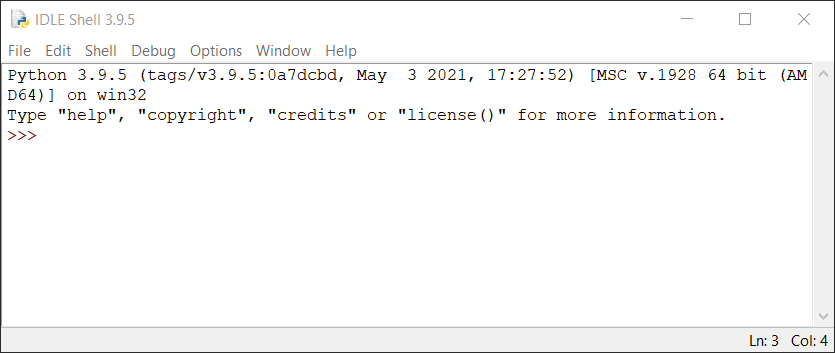 IDLE Shell 3.9.5
File Edit Shell Debug Options Window Help
Python 3.9.5 (tags/v3.9.5:0a7dcbd, May  3 2021, 17:27:52) [MSC v.1928 64 bit (AM
D64)] on win32
Type "help", "copyright", "credits" or "license()" for more information.
>>>
Ln: 3 Col: 4